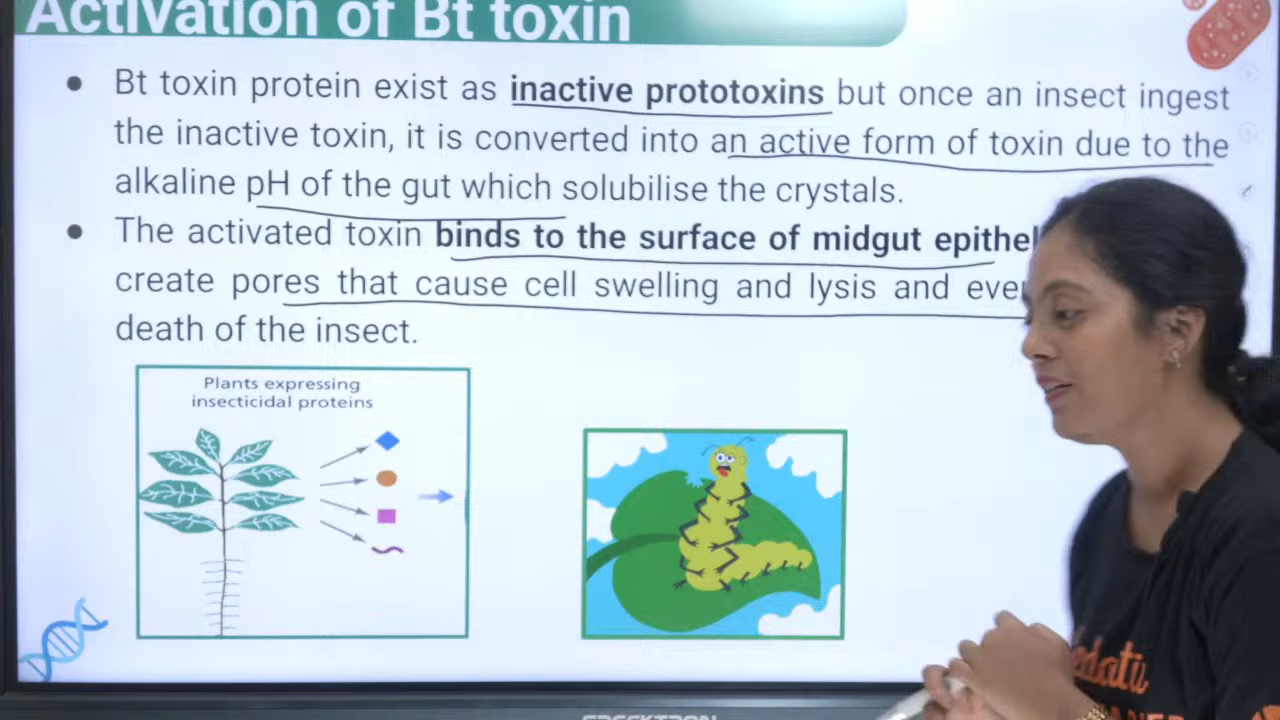 Activation of Bt toxin
Bt toxin protein exist as inactive prototoxins but once an insect ingest
the inactive toxin, it is converted into an active form of toxin due to the
alkaline pH of the gut which solubilise the crystals.
The activated toxin binds to the surface of midgut
create pores that cause cell swelling and lysis and
death of the insect.
Plants expressing
insecticidal proteins